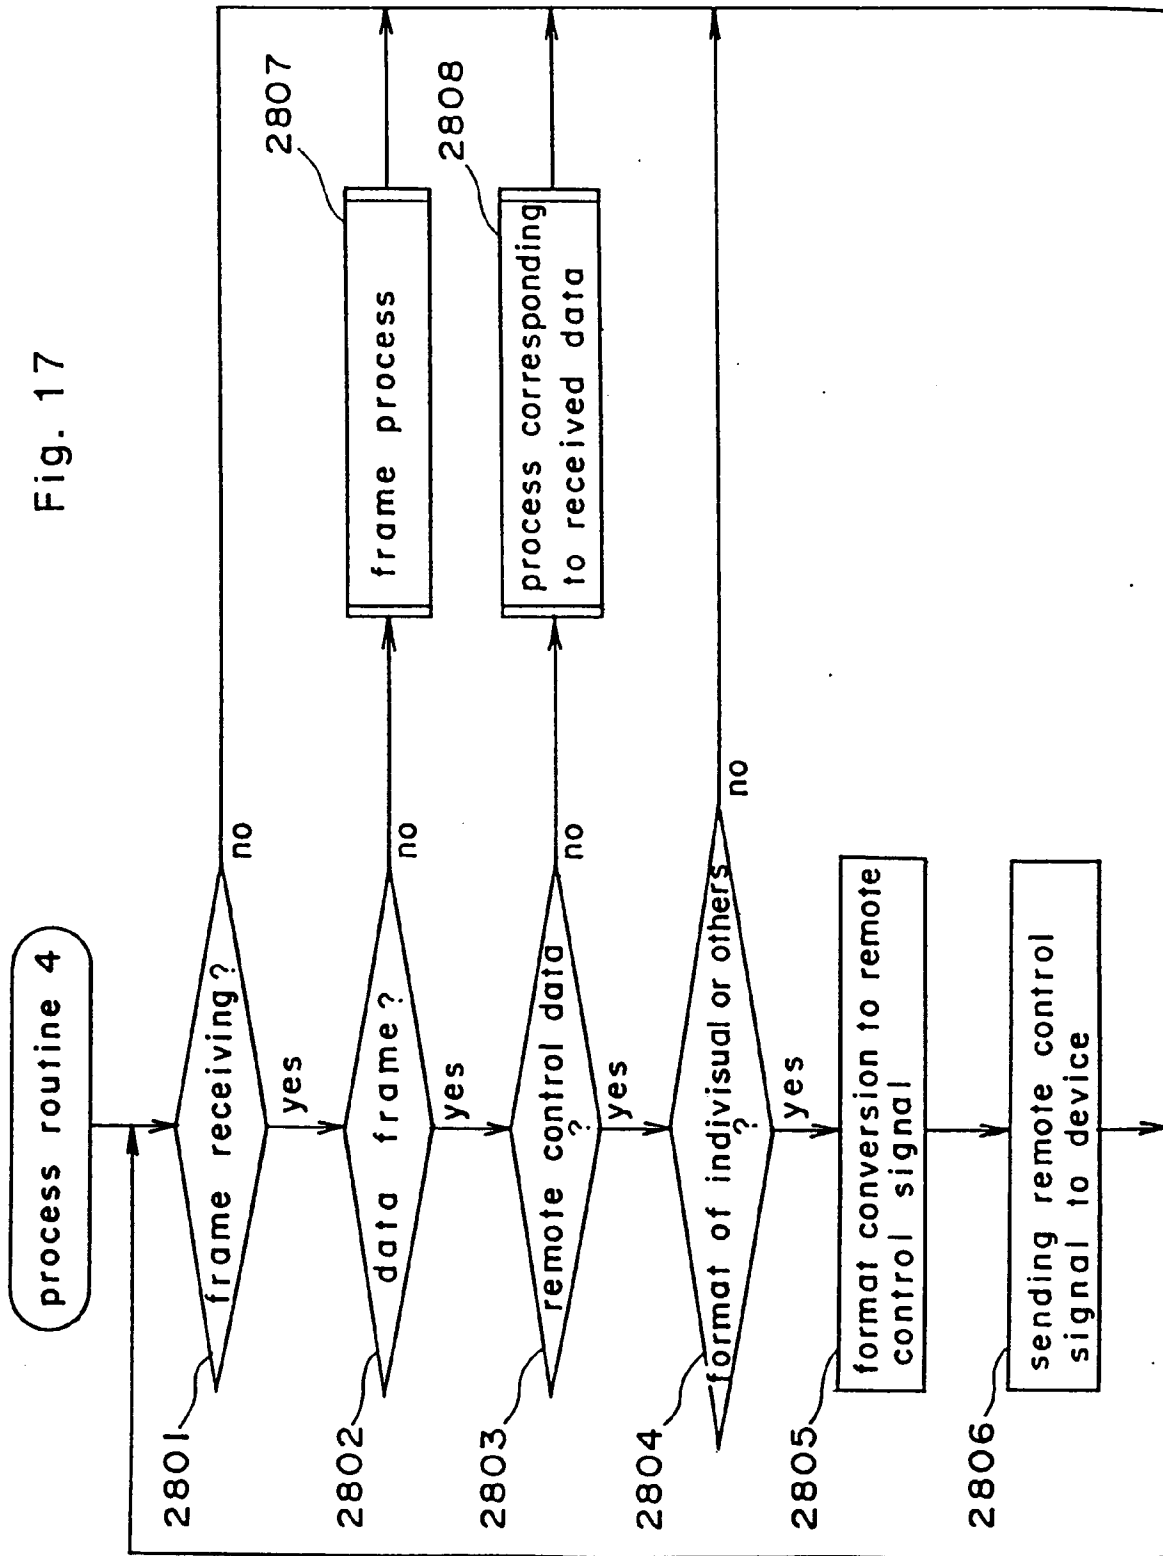 Fig. 17
process routine 4
2801
frame receiving?
no
yes
2802
data frame?
no
yes
2807
frame process
2803
remote control data
?
no
yes
2808
process corresponding
to received data
2804
format of indivisual or others
?
no
yes
2805
format conversion to remote
control signal
2806
sending remote control
signal to device